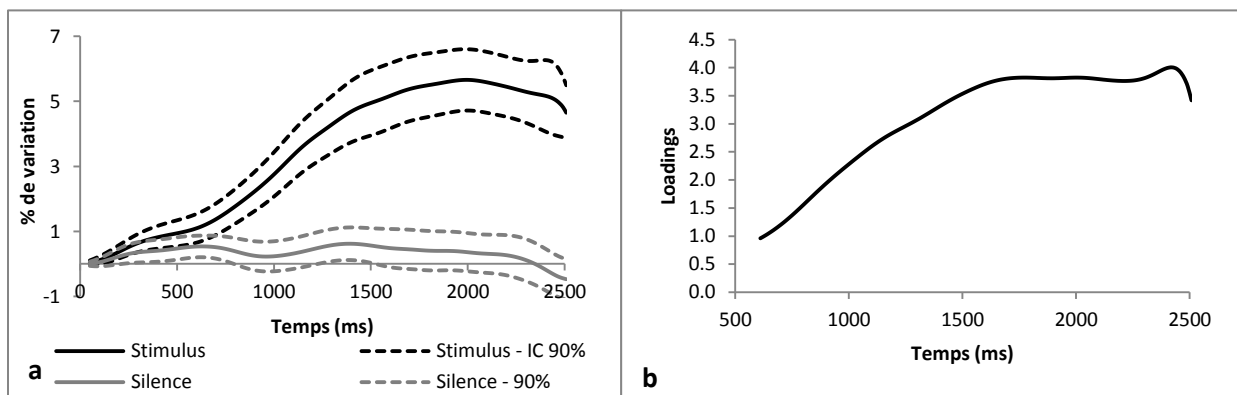 7
5
3
1
-1
% de variation
0 500 1000 1500 2000 2500
Temps (ms)
Stimulus
Stimulus - IC 90%
Silence
Silence - 90%
a
4.5
4.0
3.5
3.0
2.5
2.0
1.5
1.0
0.5
0.0
Loadings
500 1000 1500 2000 2500
Temps (ms)
b